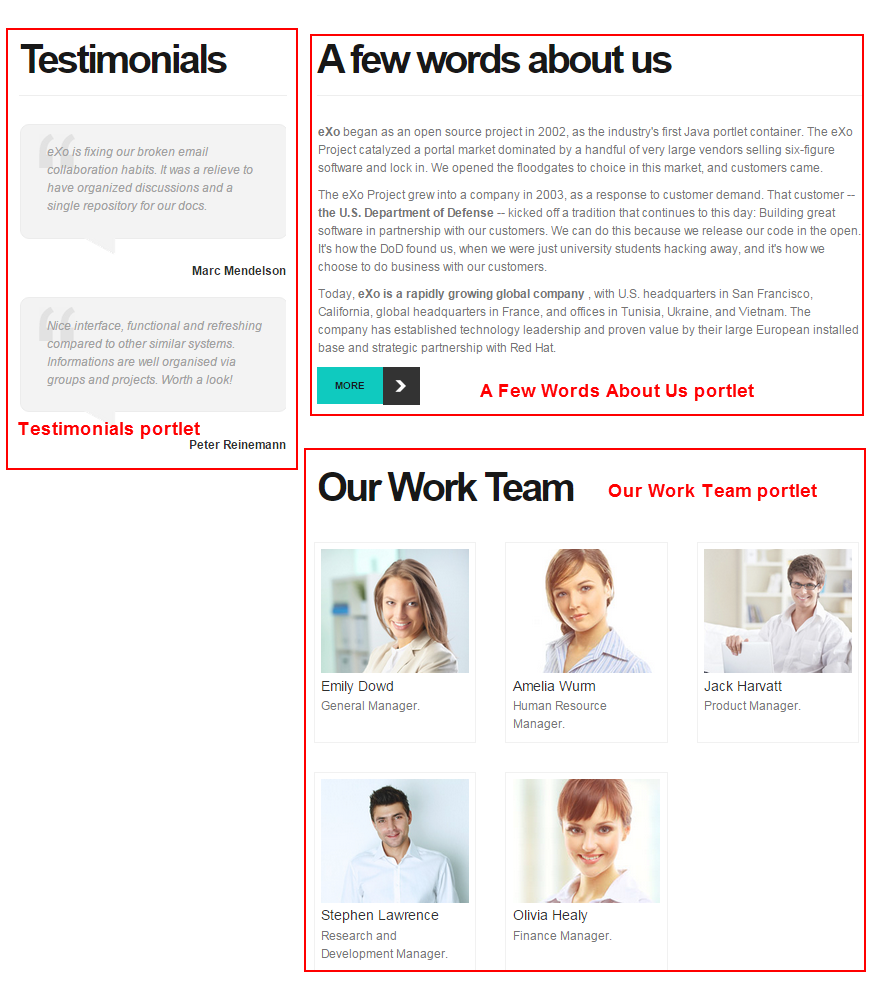 Testimonials
“
eXo is fixing our broken email
collaboration habits. It was a relieve to
have organized discussions and a
single repository for our docs.
Marc Mendelson
“
Nice interface, functional and refreshing
compared to other similar systems.
Informations are well organised via
groups and projects. Worth a look!
Testimonials portlet
Peter Reinemann
A few words about us
eXo began as an open source project in 2002, as the industry's first Java portlet container. The eXo
Project catalyzed a portal market dominated by a handful of very large vendors selling six-figure
software and lock in. We opened the floodgates to choice in this market, and customers came.
The eXo Project grew into a company in 2003, as a response to customer demand. That customer --
the U.S. Department of Defense -- kicked off a tradition that continues to this day: Building great
software in partnership with our customers. We can do this because we release our code in the open.
It's how the DoD found us, when we were just university students hacking away, and it's how we
choose to do business with our customers.
Today, eXo is a rapidly growing global company , with U.S. headquarters in San Francisco,
California, global headquarters in France, and offices in Tunisia, Ukraine, and Vietnam. The
company has established technology leadership and proven value by their large European installed
base and strategic partnership with Red Hat.
MORE
A Few Words About Us portlet
Our Work Team
Our Work Team portlet
Emily Dowd
General Manager.
Amelia Wurm
Human Resource
Manager.
Jack Harvatt
Product Manager.
Stephen Lawrence
Research and
Development Manager.
Olivia Healy
Finance Manager.